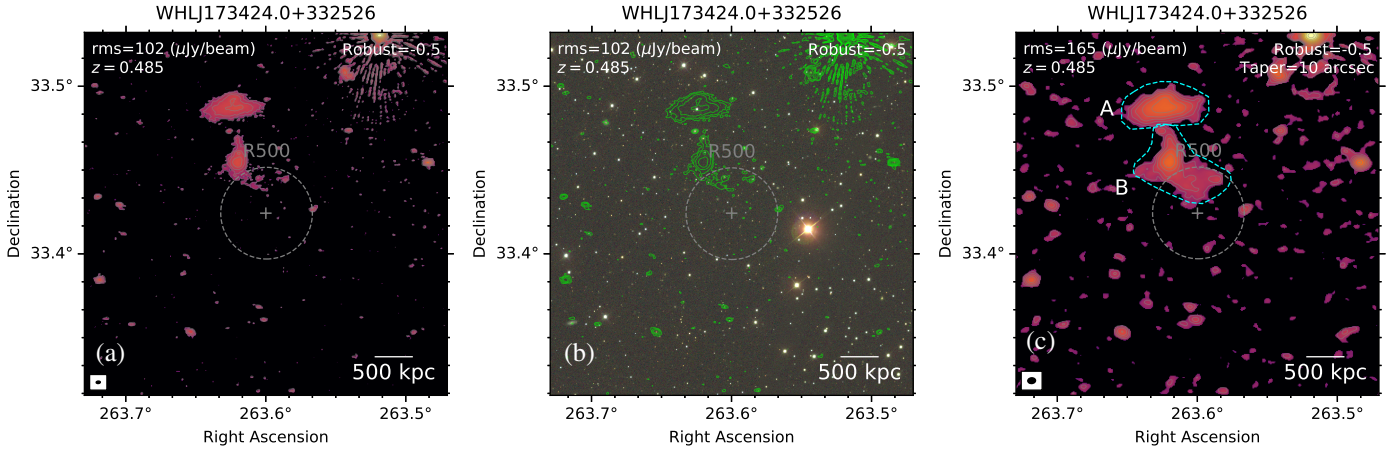 WHLJ173424.0+332526
rms=102 (μJy/beam)
Robust=-0.5
z = 0.485
R500
(a)
500 kpc
33.5°
33.4°
Declination
263.7°
263.6°
263.5°
Right Ascension
WHLJ173424.0+332526
rms=102 (μJy/beam)
Robust=-0.5
z = 0.485
R500
(b)
500 kpc
33.5°
33.4°
Declination
263.7°
263.6°
263.5°
Right Ascension
WHLJ173424.0+332526
rms=165 (μJy/beam)
Robust=-0.5
z = 0.485
Taper=10 arcsec
A
R500
B
(c)
500 kpc
33.5°
33.4°
Declination
263.7°
263.6°
263.5°
Right Ascension